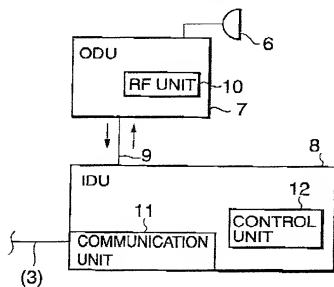 6
ODU
RF UNIT
10
7
9
8
IDU
12
11
CONTROL
UNIT
COMMUNICATION
UNIT
(3)